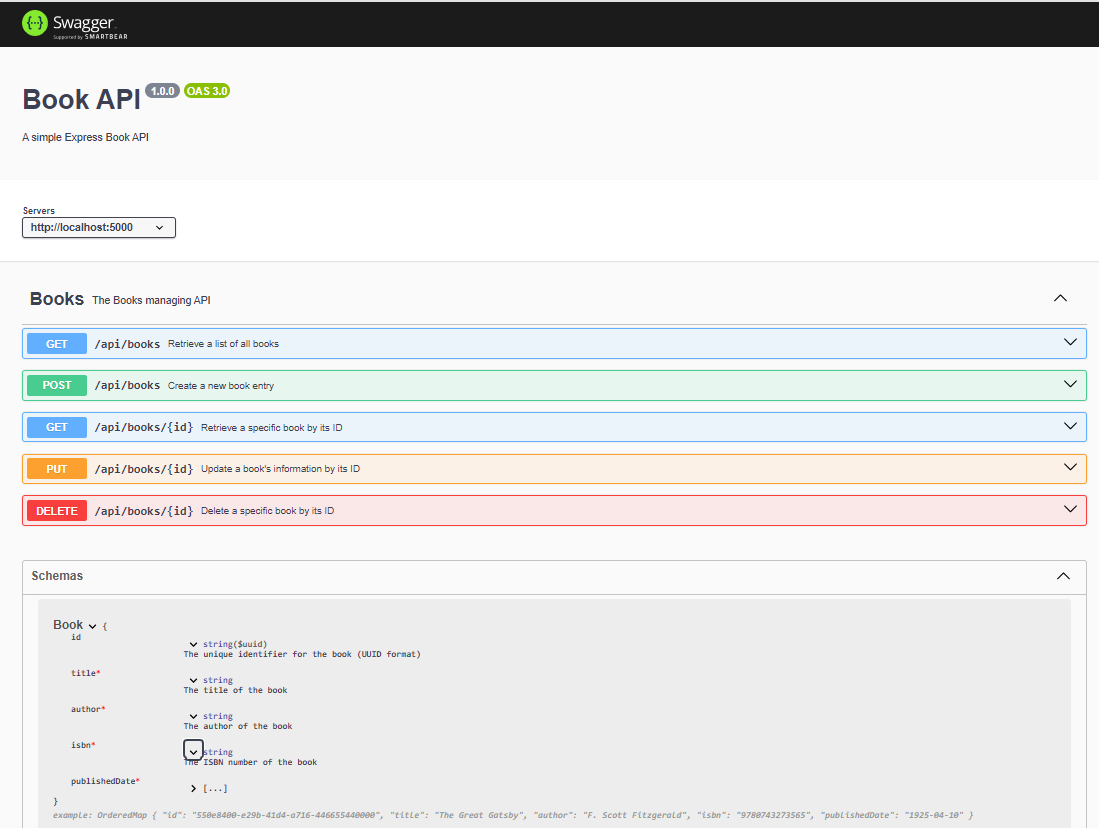 {···} Swagger.
Supported by SMARTBEAR
Book API 1.0.0 OAS 3.0
A simple Express Book API
Servers
http://localhost:5000
Books The Books managing API
GET /api/books Retrieve a list of all books
POST /api/books Create a new book entry
GET /api/books/{id} Retrieve a specific book by its ID
PUT /api/books/{id} Update a book's information by its ID
DELETE /api/books/{id} Delete a specific book by its ID
Schemas
Book {
id
string($uuid)
The unique identifier for the book (UUID format)
title*
string
The title of the book
author*
string
The author of the book
isbn*
string
The ISBN number of the book
publishedDate*
[...]
}
example: OrderedMap { "id": "550e8400-e29b-41d4-a716-446655440000", "title": "The Great Gatsby", "author": "F. Scott Fitzgerald", "isbn": "9780743273565", "publishedDate": "1925-04-10" }